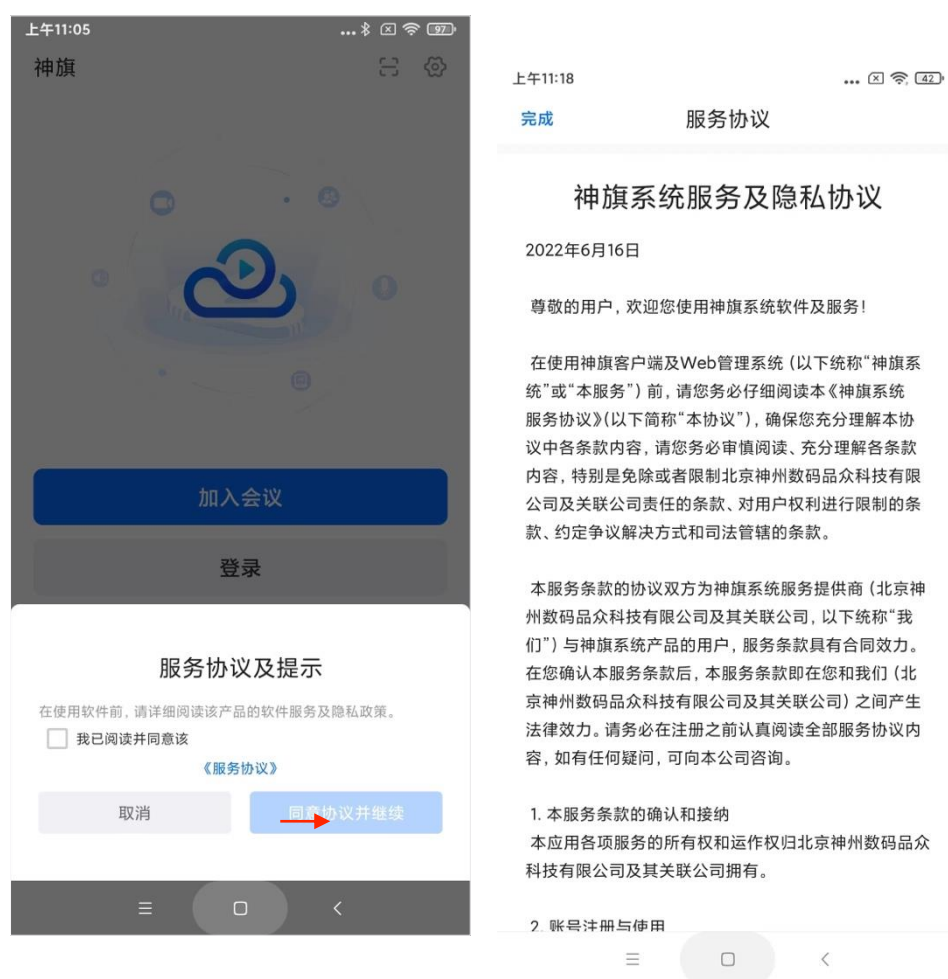 上午11:05
97
神旗
加入会议
登录
服务协议及提示
在使用软件前，请详细阅读该产品的软件服务及隐私政策。
我已阅读并同意该
《服务协议》
取消
同意协议并继续
上午11:18
42
完成
服务协议
神旗系统服务及隐私协议
2022年6月16日
尊敬的用户，欢迎您使用神旗系统软件及服务！
在使用神旗客户端及Web管理系统（以下统称“神旗系
统”或“本服务”）前，请您务必仔细阅读本《神旗系统
服务协议》（以下简称“本协议”），确保您充分理解本协
议中各条款内容，请您务必审慎阅读、充分理解各条款
内容，特别是免除或者限制北京神州数码品众科技有限
公司及关联公司责任的条款、对用户权利进行限制的条
款、约定争议解决方式和司法管辖的条款。
本服务条款的协议双方为神旗系统服务提供商（北京神
州数码品众科技有限公司及其关联公司，以下统称“我
们”）与神旗系统产品的用户，服务条款具有合同效力。
在您确认本服务条款后，本服务条款即在您和我们（北
京神州数码品众科技有限公司及其关联公司）之间产生
法律效力。请务必在注册之前认真阅读全部服务协议内
容，如有任何疑问，可向本公司咨询。
1. 本服务条款的确认和接纳
本应用各项服务的所有权和运作权归北京神州数码品众
科技有限公司及其关联公司拥有。
2. 账号注册与使用